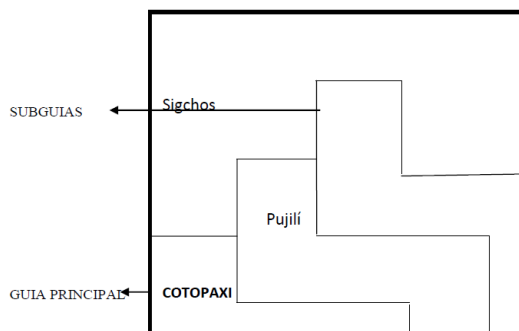 Sigchos
SUBGUIAS
Pujilí
GUIA PRINCIPAL
COTOPAXI